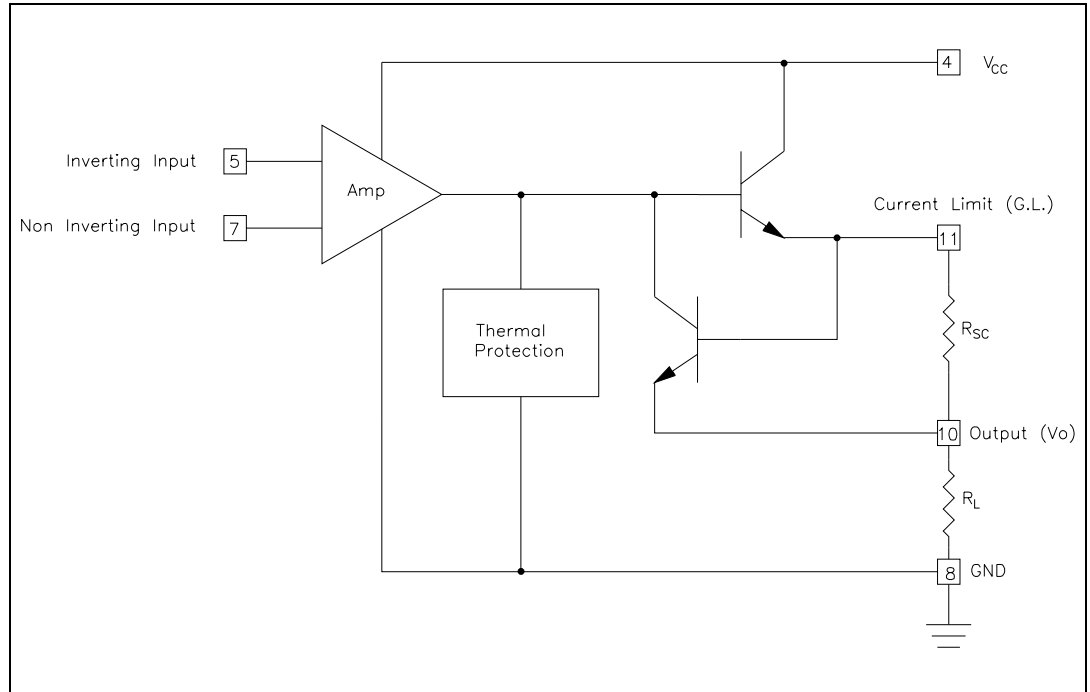 4 VCC
Inverting Input 5
Amp
Non Inverting Input 7
Current Limit (G.L.)
11
RSC
Thermal
Protection
10 Output (Vo)
RL
8 GND